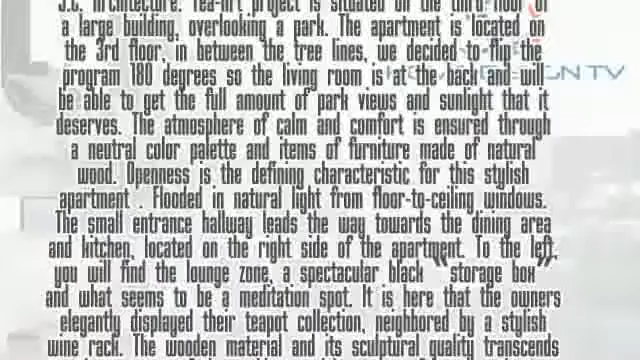 J.C. Architecture. Tea-Art project is situated on the third floor of
a large building, overlooking a park. The apartment is located on
the 3rd floor, in between the tree lines, we decided to flip the
program 180 degrees so the living room is at the back and will
be able to get the full amount of park views and sunlight that it
deserves. The atmosphere of calm and comfort is ensured through
a neutral color palette and items of furniture made of natural
wood. Openness is the defining characteristic for this stylish
apartment . Flooded in natural light from floor-to-ceiling windows.
The small entrance hallway leads the way towards the dining area
and kitchen, located on the right side of the apartment. To the left,
you will find the lounge zone, a spectacular black “storage box”
and what seems to be a meditation spot. It is here that the owners
elegantly displayed their teapot collection, neighbored by a stylish
wine rack. The wooden material and its sculptural quality transcends
DESIGN TV